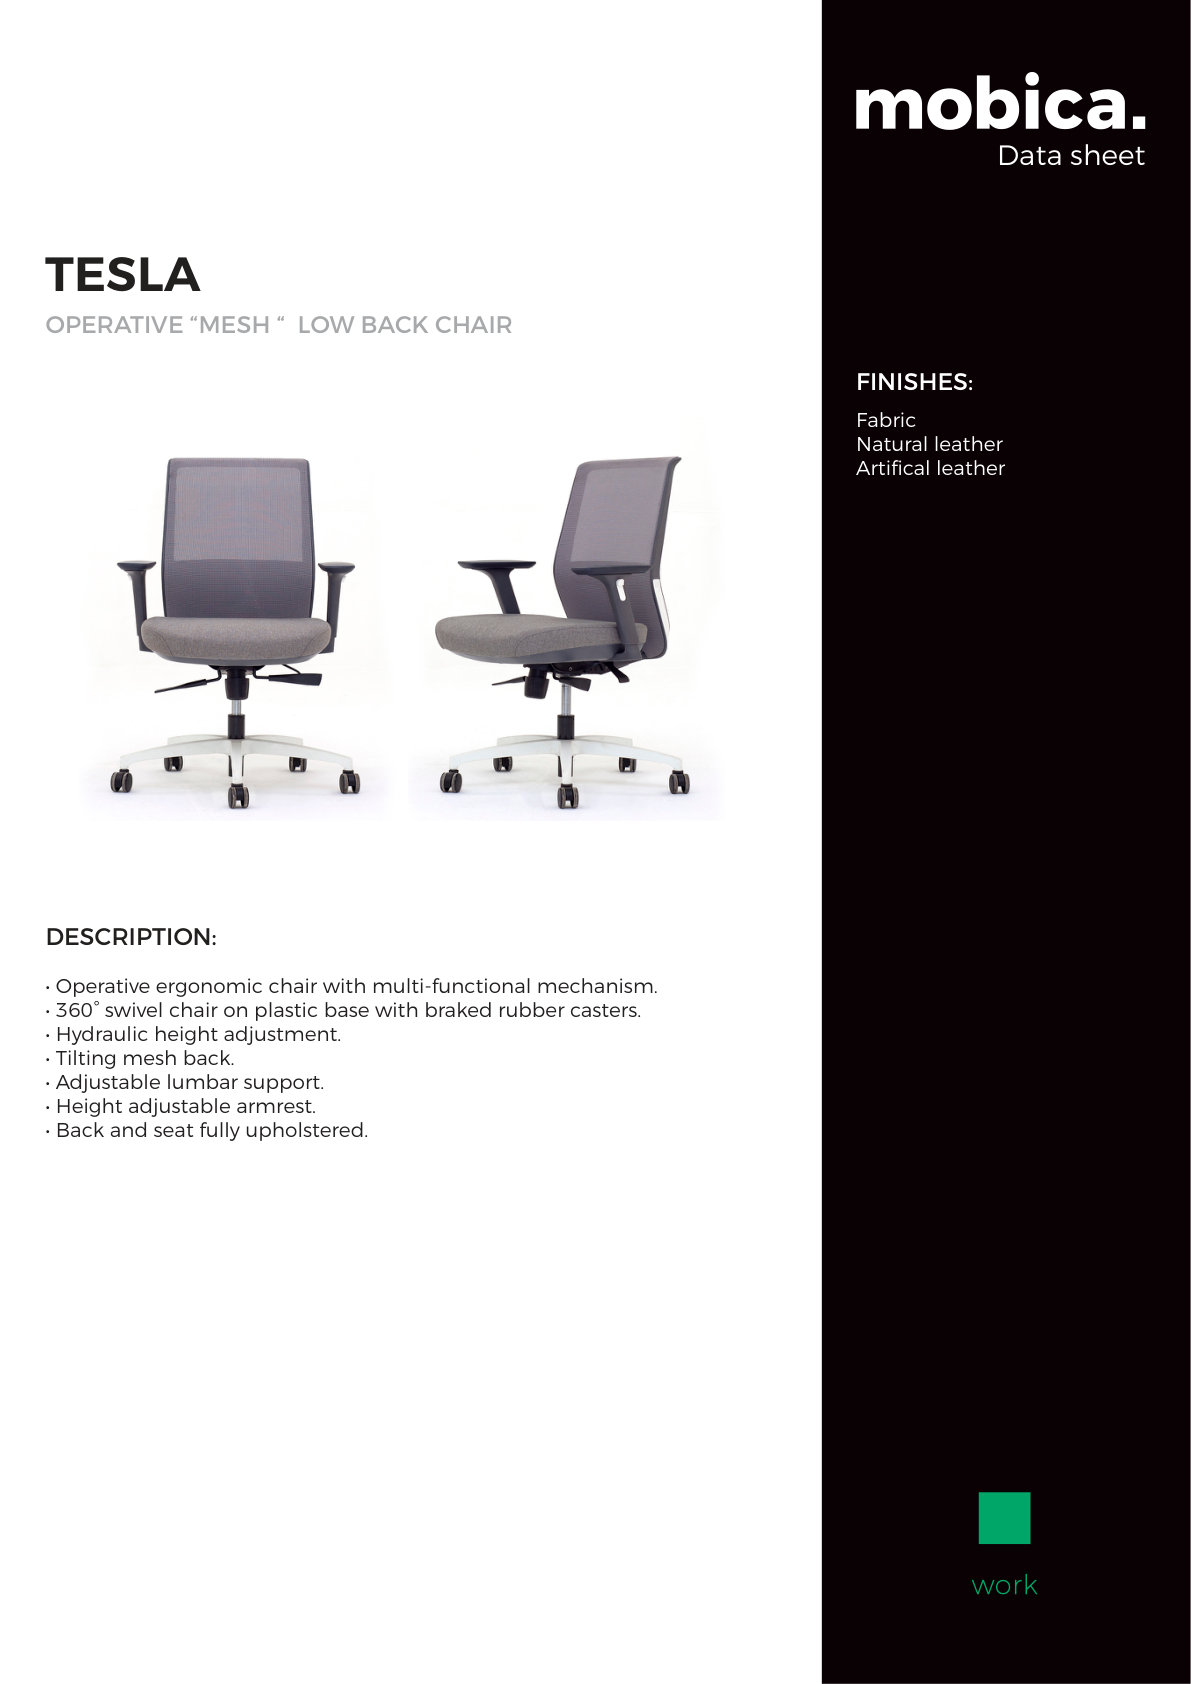 mobica.
Data sheet
TESLA
OPERATIVE “MESH “  LOW BACK CHAIR
FINISHES:
Fabric
Natural leather
Artifical leather
DESCRIPTION:
• Operative ergonomic chair with multi-functional mechanism.
• 360° swivel chair on plastic base with braked rubber casters.
• Hydraulic height adjustment.
• Tilting mesh back.
• Adjustable lumbar support.
• Height adjustable armrest.
• Back and seat fully upholstered.
work